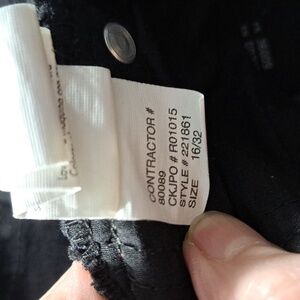 CONTRACTOR #
80089
CKJPO # R01015
STYLE # 221861
SIZE 16/32